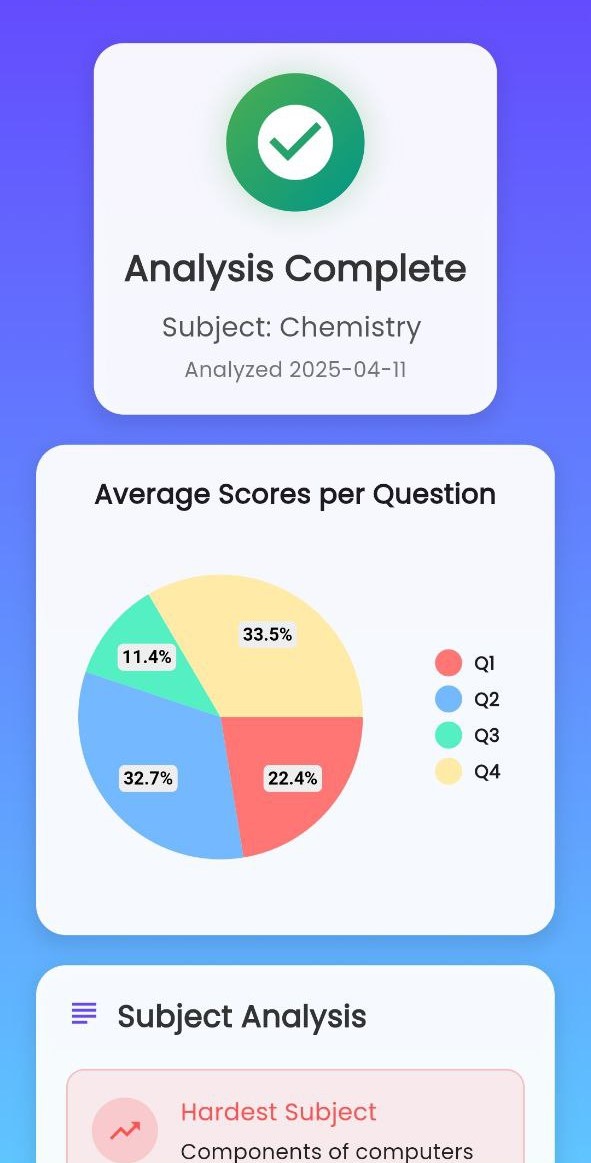 Analysis Complete
Subject: Chemistry
Analyzed 2025-04-11
Average Scores per Question
33.5%
11.4%
32.7%
22.4%
Q1
Q2
Q3
Q4
Subject Analysis
Hardest Subject
Components of computers